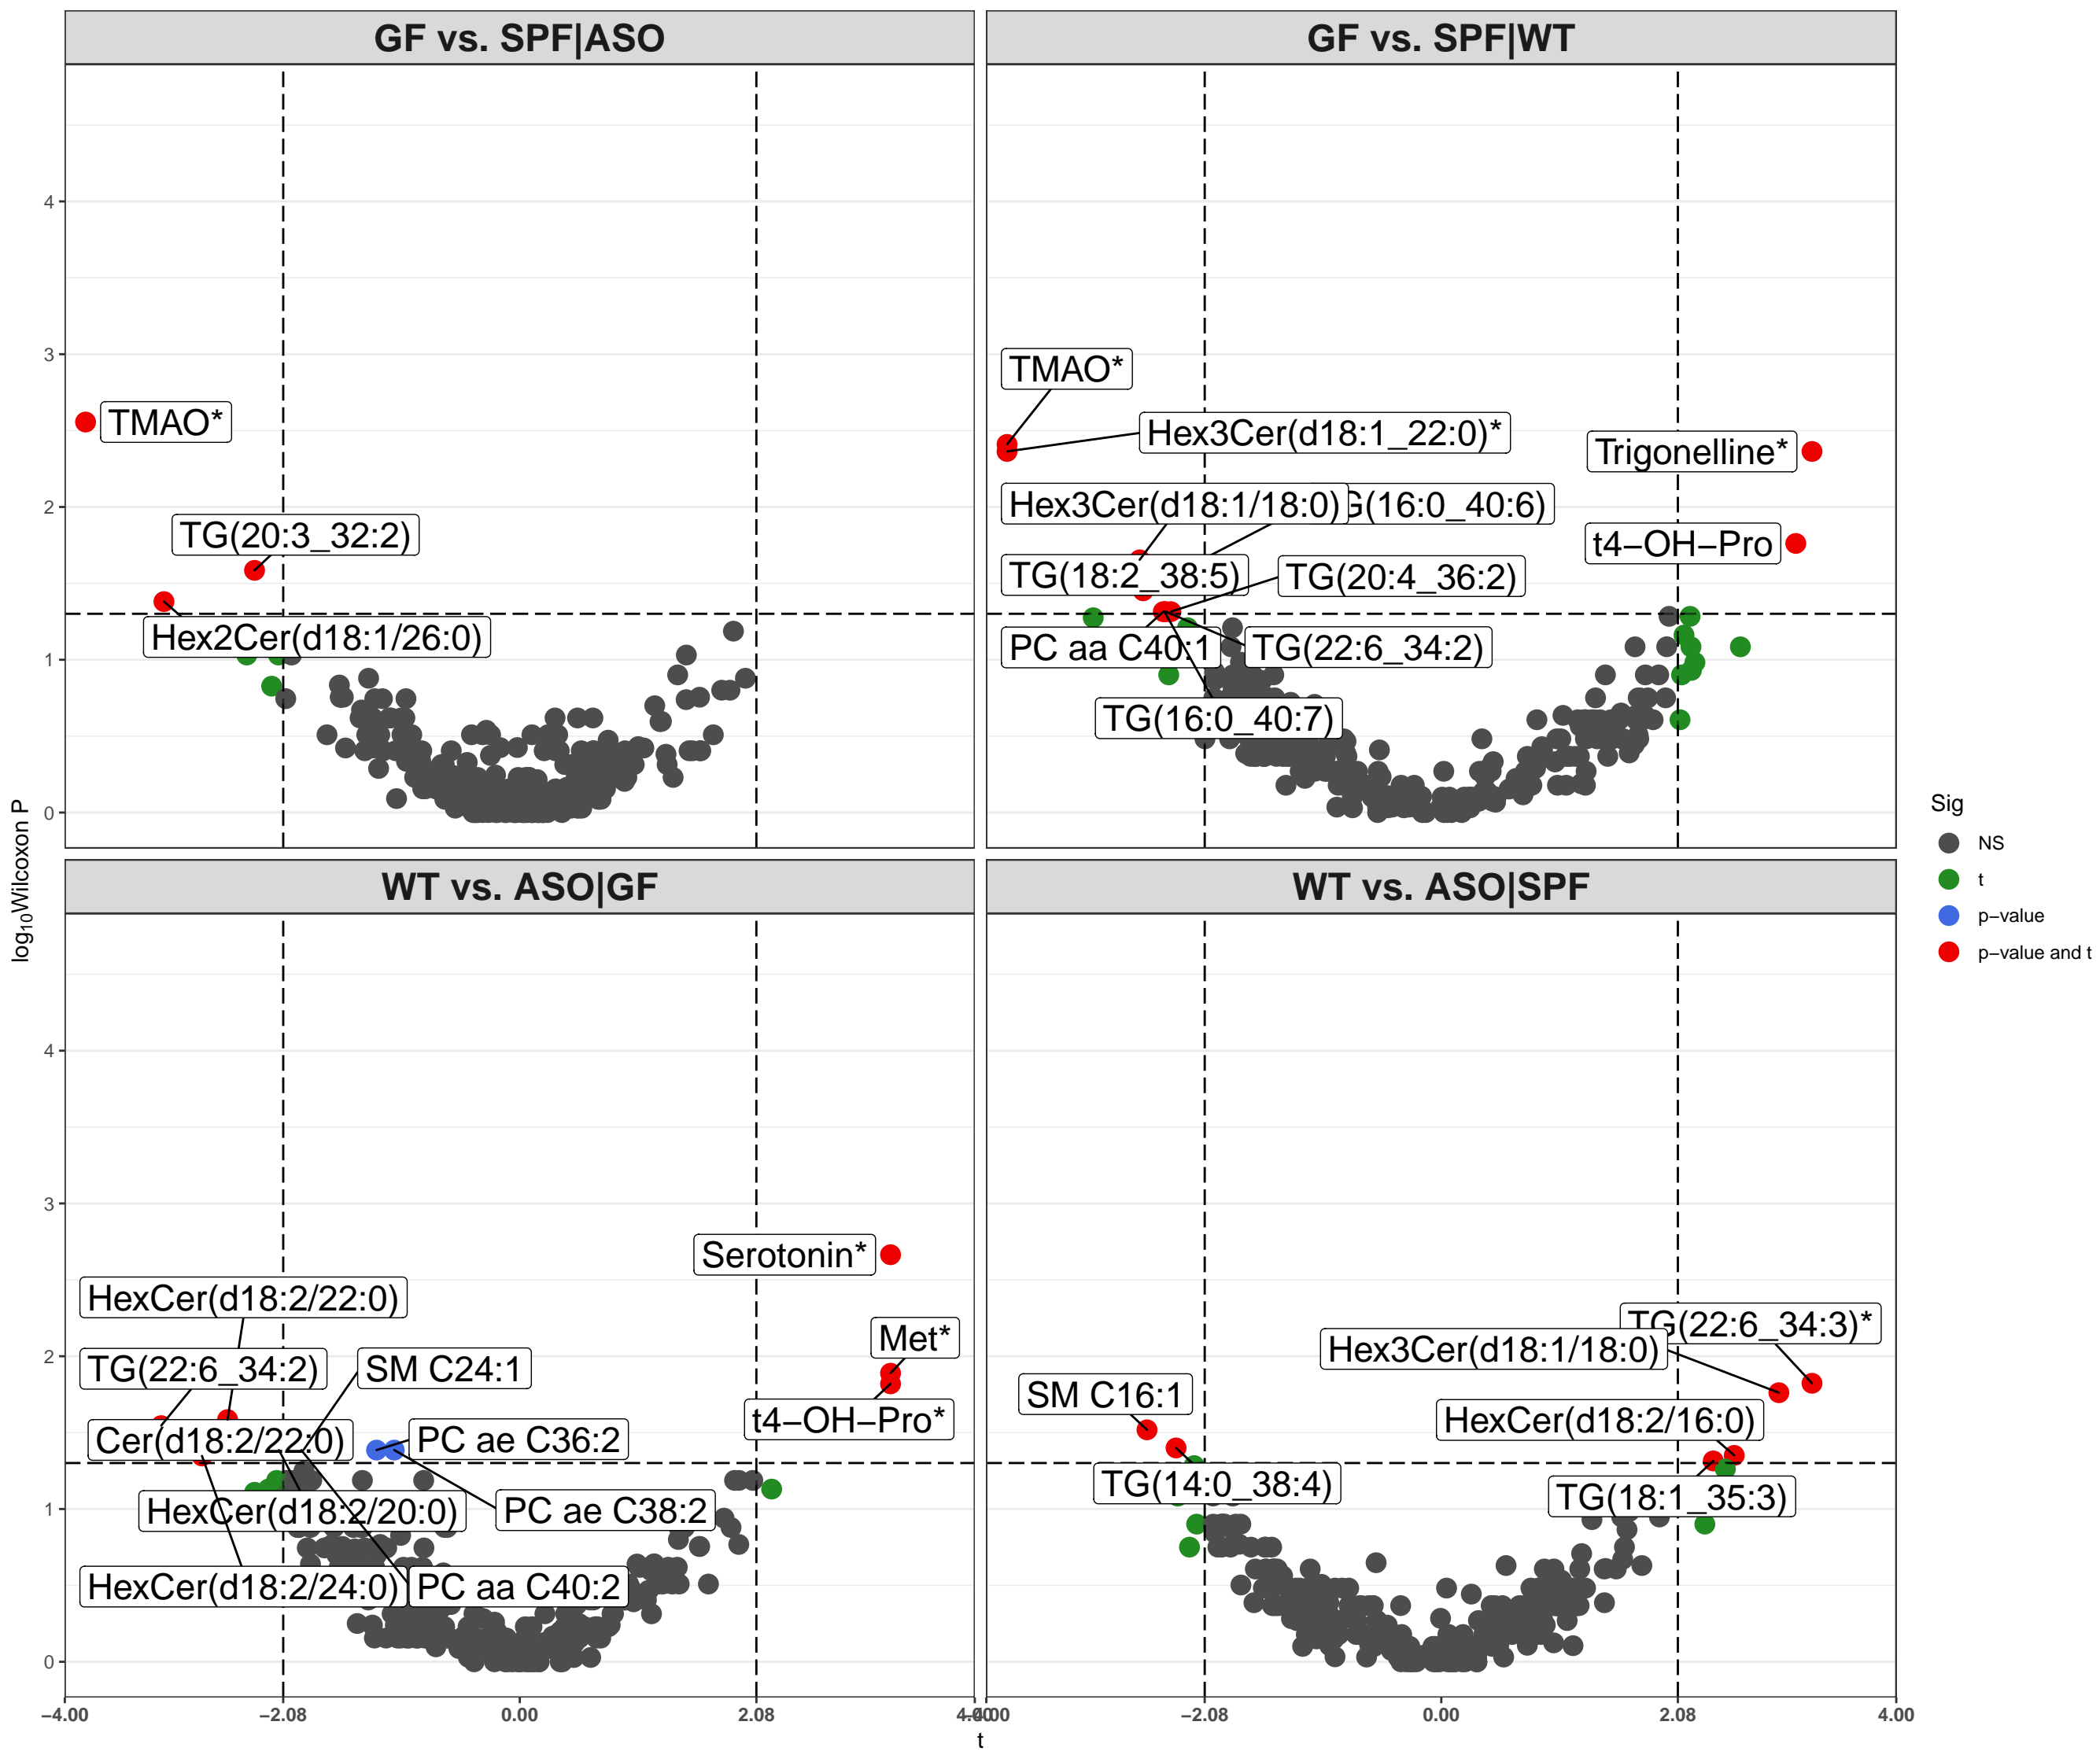 GF vs. SPF|ASO
GF vs. SPF|WT
4
3
2
1
0
TMAO*
TG(20:3_32:2)
Hex2Cer(d18:1/26:0)
TMAO*
Hex3Cer(d18:1_22:0)*
Trigonelline*
Hex3Cer(d18:1/18:0)
G(16:0_40:6)
t4-OH-Pro
TG(18:2_38:5)
TG(20:4_36:2)
PC aa C40:1
TG(22:6_34:2)
TG(16:0_40:7)
log10Wilcoxon P
Sig
NS
t
p-value
p-value and t
WT vs. ASO|GF
WT vs. ASO|SPF
4
3
2
1
0
Serotonin*
HexCer(d18:2/22:0)
Met*
TG(22:6_34:2)
SM C24:1
t4-OH-Pro*
Cer(d18:2/22:0)
PC ae C36:2
HexCer(d18:2/20:0)
PC ae C38:2
HexCer(d18:2/24:0)
PC aa C40:2
TG(22:6_34:3)*
Hex3Cer(d18:1/18:0)
SM C16:1
HexCer(d18:2/16:0)
TG(14:0_38:4)
TG(18:1_35:3)
-4.00
-2.08
0.00
2.08
4.00
-4.00
-2.08
0.00
2.08
4.00
t